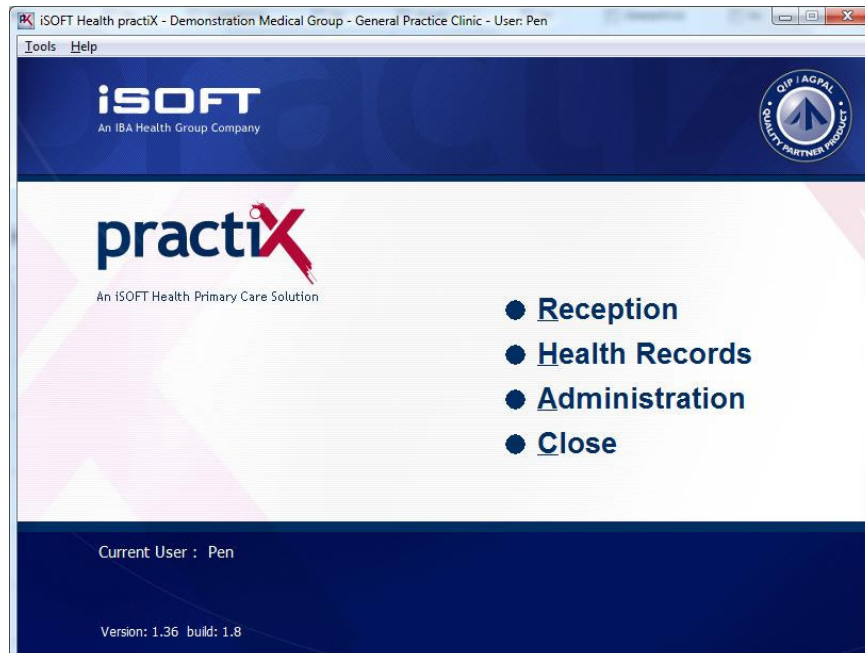 iSOFT Health practiX - Demonstration Medical Group - General Practice Clinic - User: Pen
Tools Help
iSOFT
An IBA Health Group Company
QIP / AGPAL
QUALITY PARTNER PRODUCT
practiX
An iSOFT Health Primary Care Solution
Reception
Health Records
Administration
Close
Current User : Pen
Version: 1.36 build: 1.8